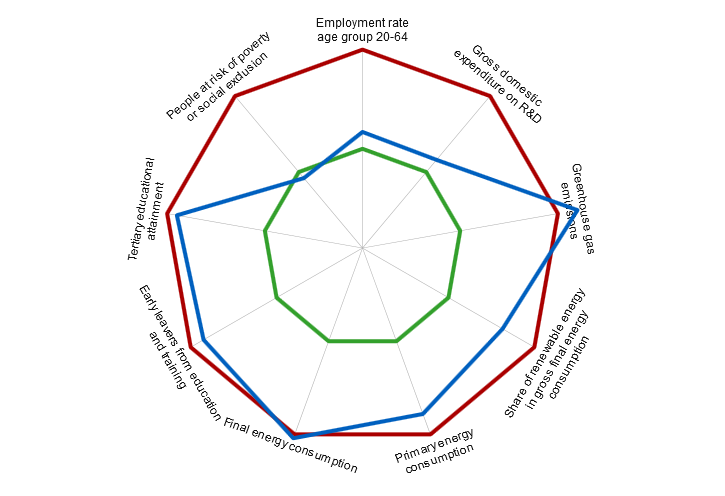 Employment rate
age group 20-64
Gross domestic
expenditure on R&D
Greenhouse gas
emissions
Share of renewable energy
in gross final energy
consumption
Primary energy
consumption
Final energy consumption
Early leavers from education
and training
Tertiary educational
attainment
People at risk of poverty
or social exclusion